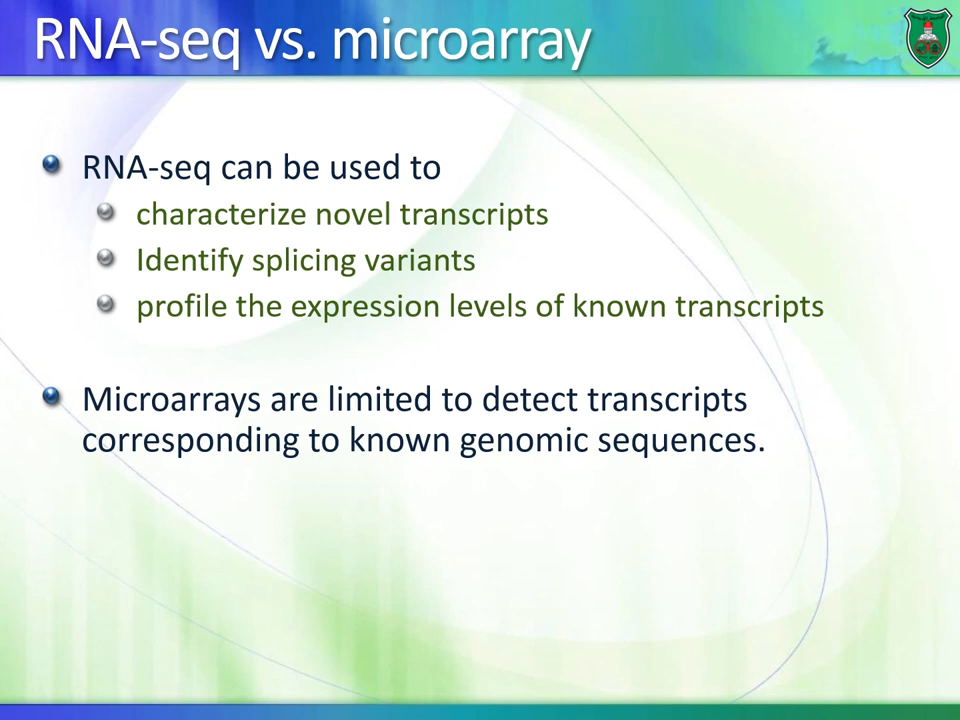 RNA-seq vs. microarray
RNA-seq can be used to
characterize novel transcripts
Identify splicing variants
profile the expression levels of known transcripts
Microarrays are limited to detect transcripts
corresponding to known genomic sequences.